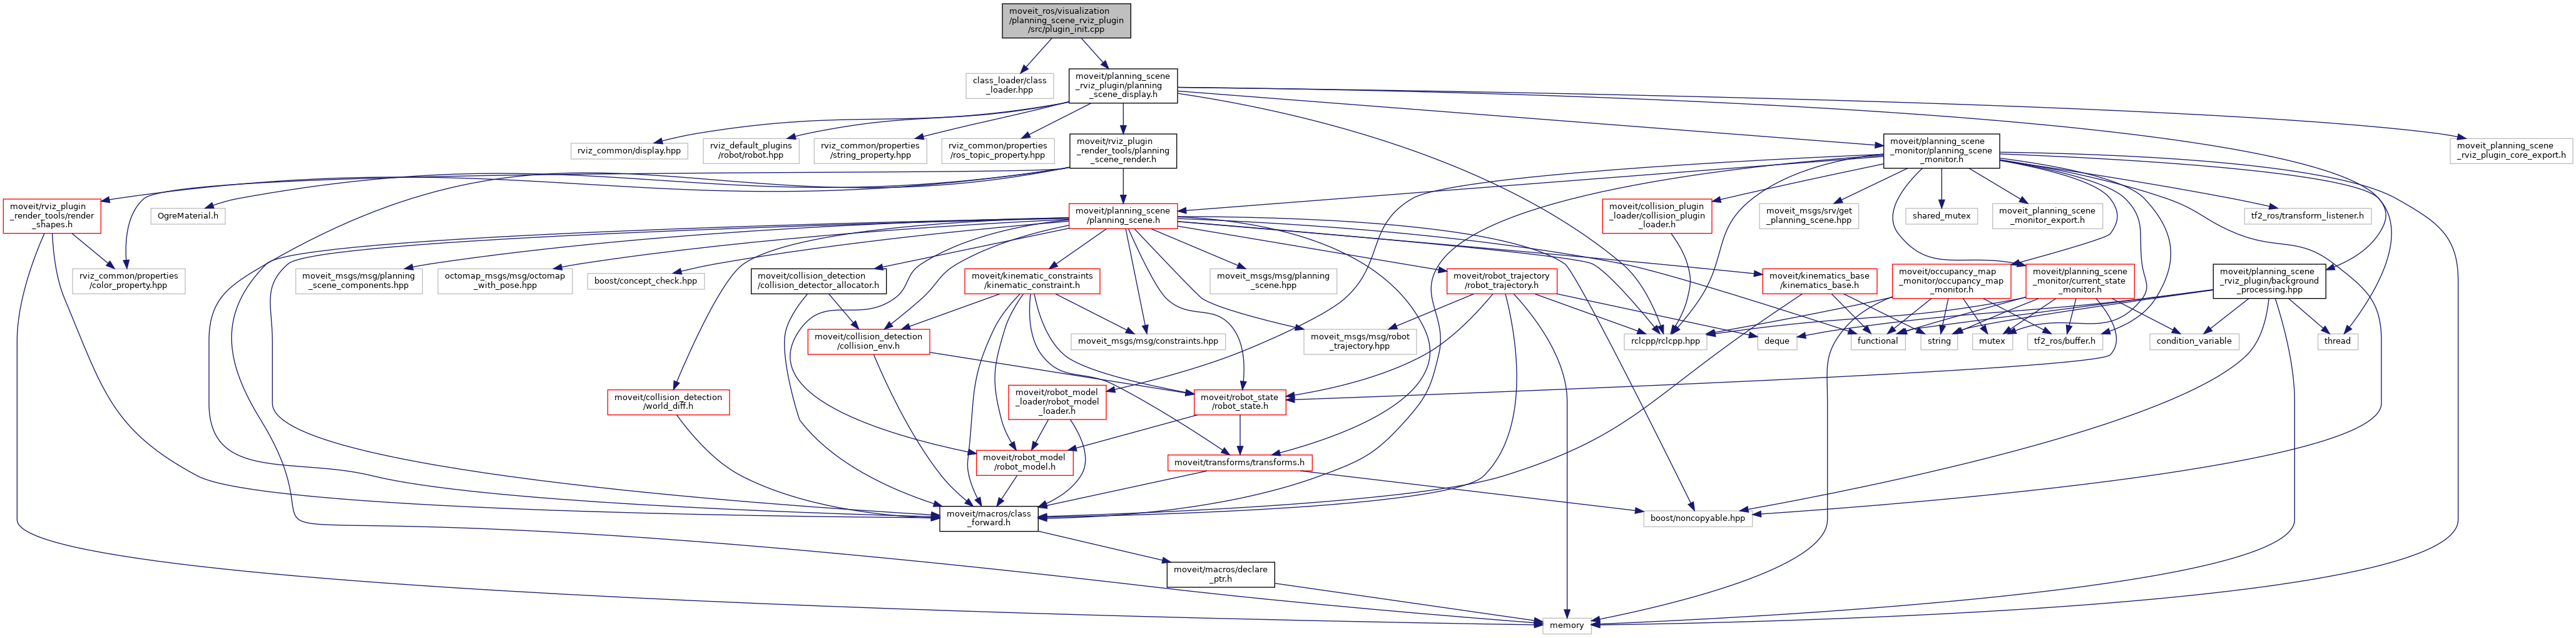 moveit_ros/visualization
/planning_scene_rviz_plugin
/src/plugin_init.cpp
class_loader/class
_loader.hpp
moveit/planning_scene
_rviz_plugin/planning
_scene_display.h
rviz_common/display.hpp
rviz_default_plugins
/robot/robot.hpp
rviz_common/properties
/string_property.hpp
rviz_common/properties
/ros_topic_property.hpp
moveit/rviz_plugin
_render_tools/planning
_scene_render.h
moveit/planning_scene
_monitor/planning_scene
_monitor.h
moveit_planning_scene
_rviz_plugin_core_export.h
moveit/rviz_plugin
_render_tools/render
_shapes.h
OgreMaterial.h
moveit/planning_scene
/planning_scene.h
moveit/collision_plugin
_loader/collision_plugin
_loader.h
moveit_msgs/srv/get
_planning_scene.hpp
shared_mutex
moveit_planning_scene
_monitor_export.h
tf2_ros/transform_listener.h
rviz_common/properties
/color_property.hpp
moveit_msgs/msg/planning
_scene_components.hpp
octomap_msgs/msg/octomap
_with_pose.hpp
boost/concept_check.hpp
moveit/collision_detection
/collision_detector_allocator.h
moveit/kinematic_constraints
/kinematic_constraint.h
moveit_msgs/msg/planning
_scene.hpp
moveit/robot_trajectory
/robot_trajectory.h
moveit/kinematics_base
/kinematics_base.h
moveit/occupancy_map
_monitor/occupancy_map
_monitor.h
moveit/planning_scene
_monitor/current_state
_monitor.h
moveit/planning_scene
_rviz_plugin/background
_processing.hpp
moveit/collision_detection
/collision_env.h
moveit_msgs/msg/constraints.hpp
moveit_msgs/msg/robot
_trajectory.hpp
rclcpp/rclcpp.hpp
deque
functional
string
mutex
tf2_ros/buffer.h
condition_variable
thread
moveit/collision_detection
/world_diff.h
moveit/robot_model
_loader/robot_model
_loader.h
moveit/robot_state
/robot_state.h
moveit/robot_model
/robot_model.h
moveit/transforms/transforms.h
moveit/macros/class
_forward.h
boost/noncopyable.hpp
moveit/macros/declare
_ptr.h
memory